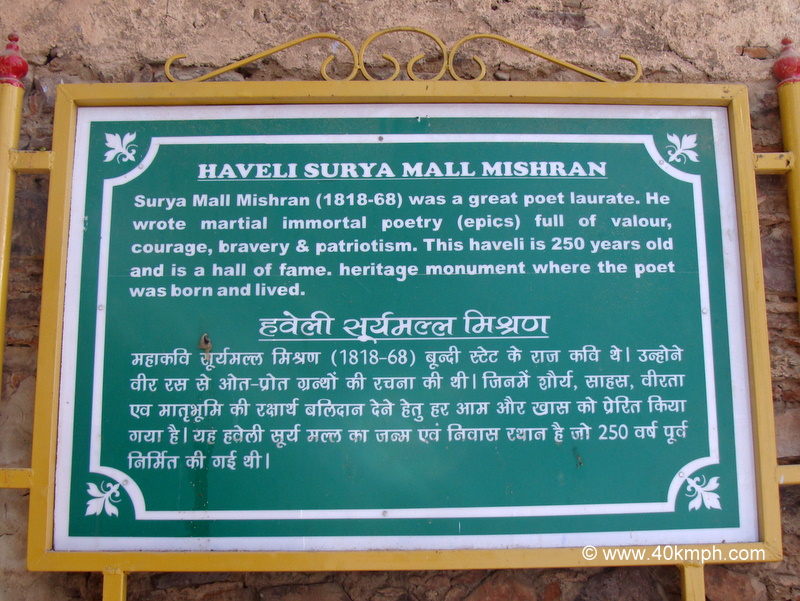 HAVELI SURYA MALL MISHRAN
Surya Mall Mishran (1818-68) was a great poet laurate. He
wrote martial immortal poetry (epics) full of valour,
courage, bravery & patriotism. This haveli is 250 years old
and is a hall of fame. heritage monument where the poet
was born and lived.
हवेली सूर्यमल्ल मिश्रण
महाकवि सूर्यमल्ल मिश्रण (1818-68) बून्दी स्टेट के राज कवि थे। उन्होने
वीर रस से ओत-प्रोत ग्रन्थों की रचना की थी। जिनमें शौर्य, साहस, वीरता
एवं मातृभूमि की रक्षार्थ बलिदान देने हेतु हर आम और खास को प्रेरित किया
गया है। यह हवेली सूर्य मल्ल का जन्म एवं निवास स्थान है जो 250 वर्ष पूर्व
निर्मित की गई थी।
© www.40kmph.com